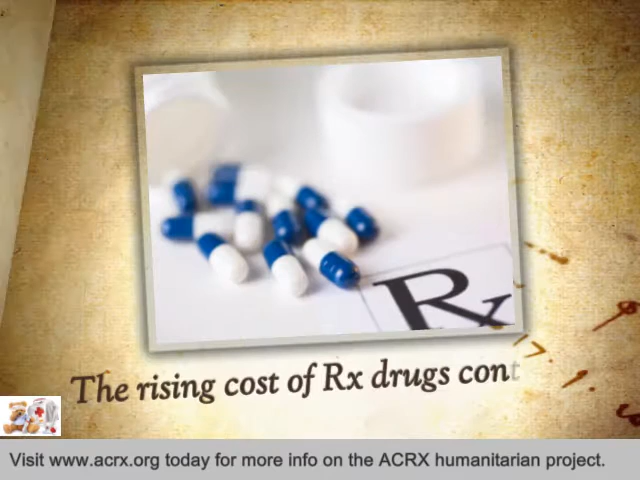 Rx
The rising cost of Rx drugs cont
Visit www.acrx.org today for more info on the ACRX humanitarian project.